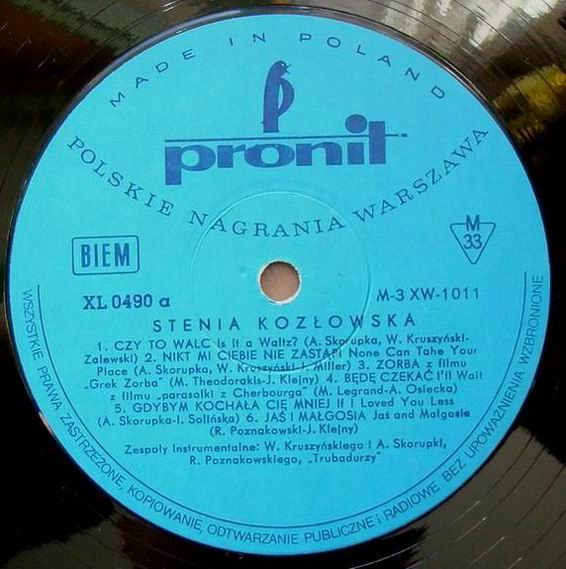 MADE IN POLAND
pronit
POLSKIE NAGRANIA WARSZAWA
BIEM
M
33
XL 0490 a
M-3 XW-1011
STENIA KOZŁOWSKA
1. CZY TO WALC Is it a Waltz? (A. Skorupka, W. Kruszyński-
Zalewski) 2. NIKT MI CIEBIE NIE ZASTĄPI None Can Take Your
Place (A. Skorupka, W. Kruszyński-J. Miller) 3. ZORBA z filmu
„Grek Zorba" (M. Theodorakis-J. Klejny) 4. BĘDĘ CZEKAĆ I'll Wait
z filmu „parasolki z Cherbourga" (M. Legrand-A. Osiecka)
5. GDYBYM KOCHAŁA CIĘ MNIEJ If I Loved You Less
(A. Skorupka-I. Solińska) 6. JAŚ I MAŁGOSIA Jaś and Małgosie
(R. Poznakowski-J. Klejny)
Zespoły Instrumentalne: W. Kruszyńskiego i A. Skorupki,
R. Poznakowskiego, „Trubadurzy"
WSZYSTKIE PRAWA ZASTRZEŻONE, KOPIOWANIE, ODTWARZANIE PUBLICZNE i RADIOWE BEZ UPOWAŻNIENIA WZBRONIONE